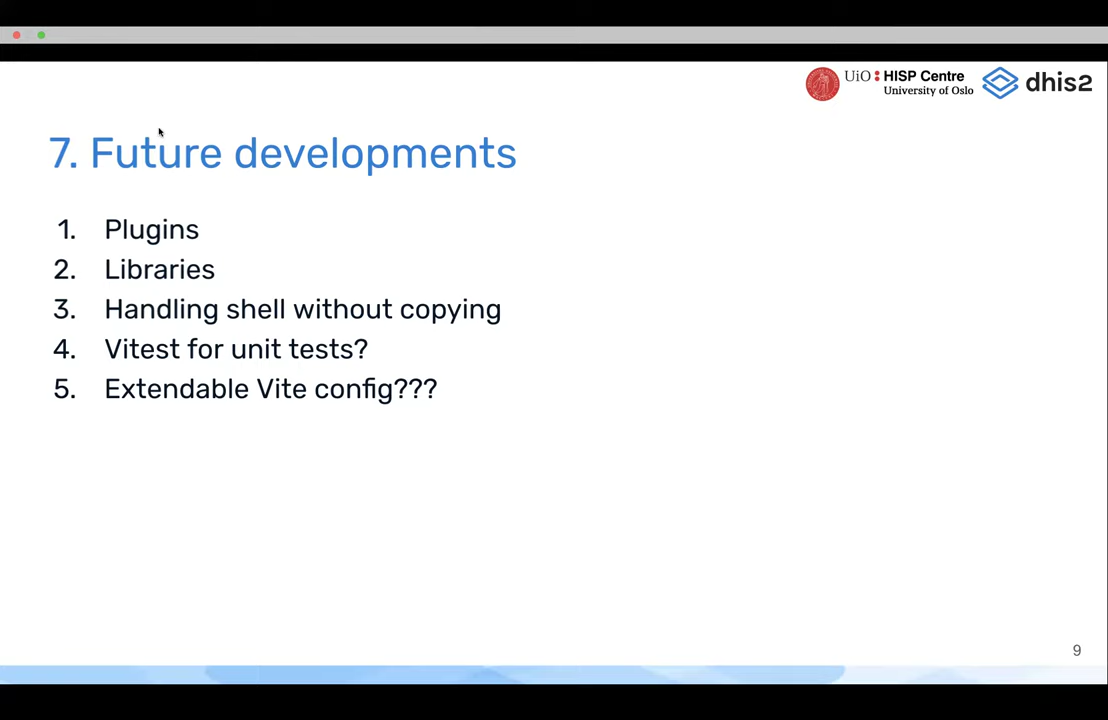 UiO HISP Centre
University of Oslo
dhis2
7. Future developments
1. Plugins
2. Libraries
3. Handling shell without copying
4. Vitest for unit tests?
5. Extendable Vite config???
9